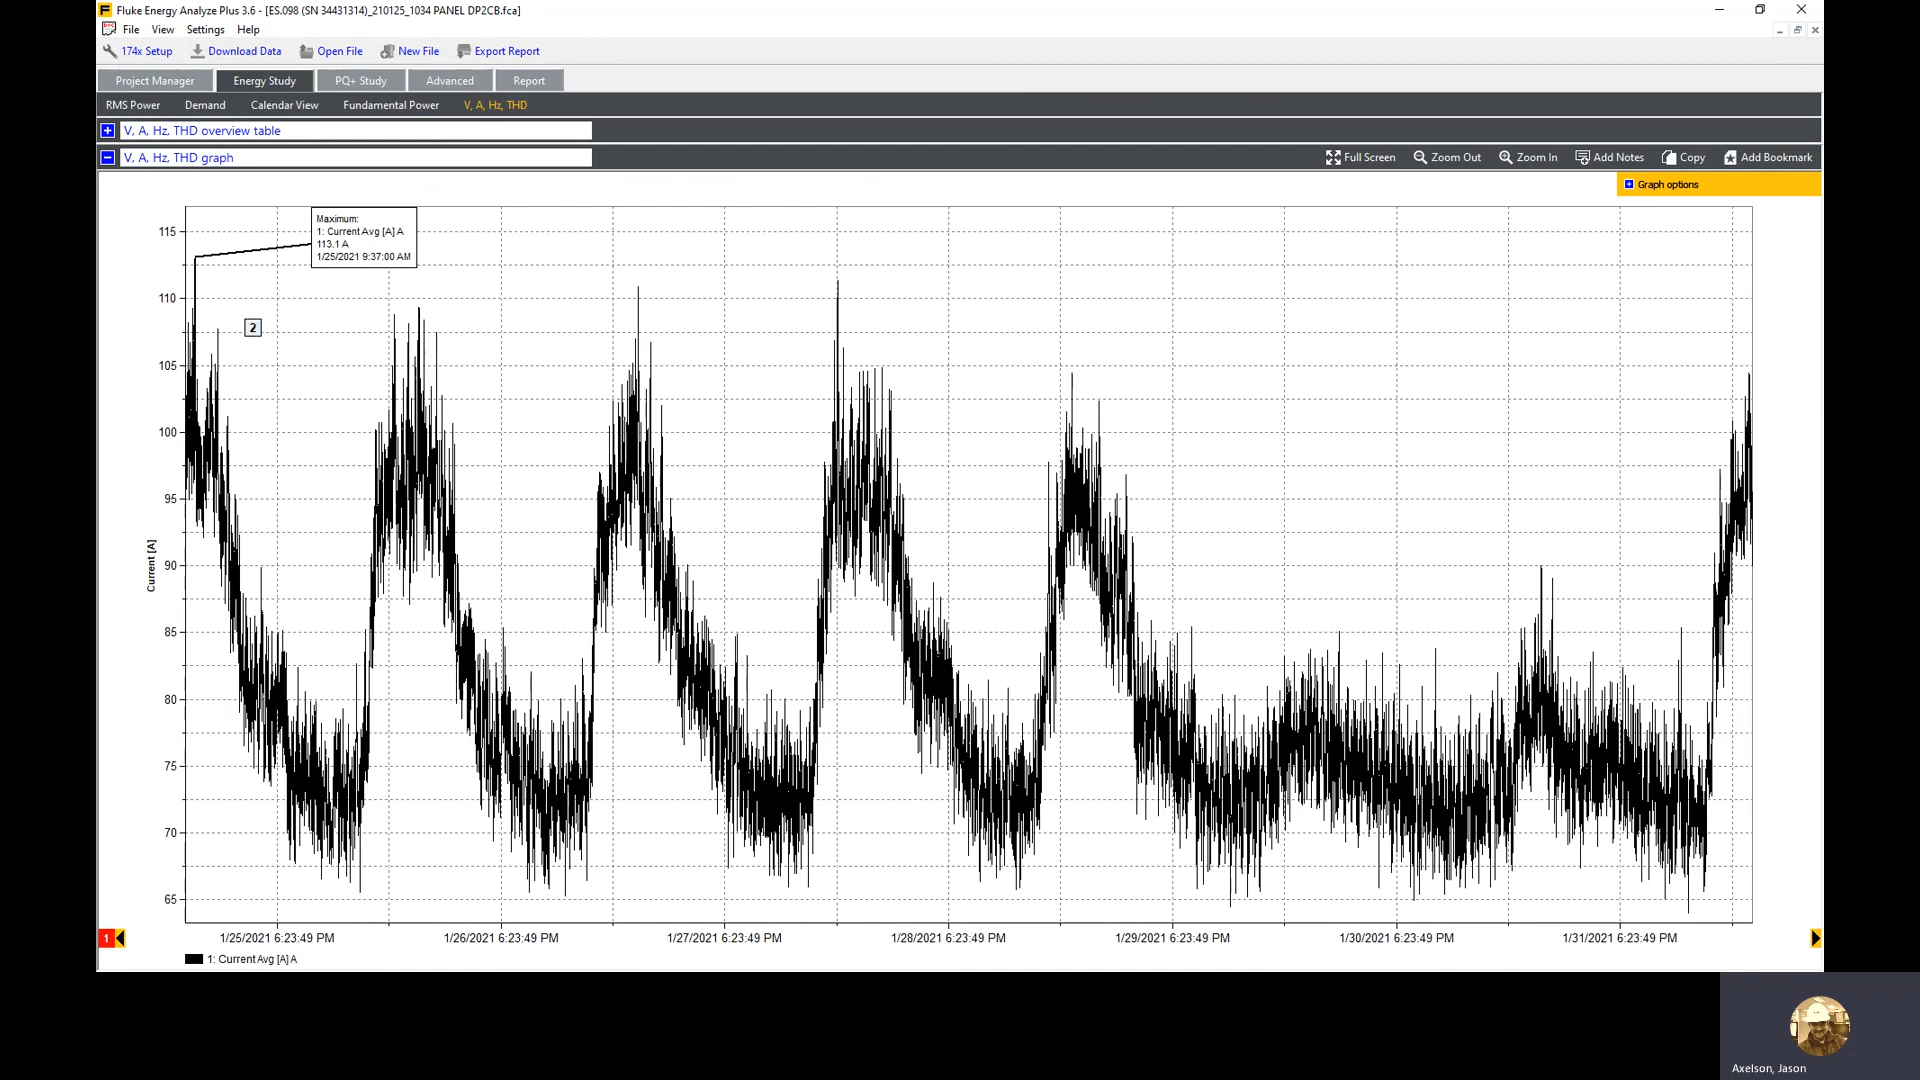 Fluke Energy Analyze Plus 3.6 - [ES.098 (SN 34431314)_210125_1034 PANEL DP2CB.fca]
File View Settings Help
174x Setup Download Data Open File New File Export Report
Project Manager Energy Study PQ+ Study Advanced Report
RMS Power Demand Calendar View Fundamental Power V, A, Hz, THD
V, A, Hz, THD overview table
V, A, Hz, THD graph Full Screen Zoom Out Zoom In Add Notes Copy Add Bookmark
Graph options
Maximum:
1: Current Avg [A] A
113.1 A
1/25/2021 9:37:00 AM
2
115
110
105
100
95
90
85
80
75
70
65
Current [A]
1
1/25/2021 6:23:49 PM 1/26/2021 6:23:49 PM 1/27/2021 6:23:49 PM 1/28/2021 6:23:49 PM 1/29/2021 6:23:49 PM 1/30/2021 6:23:49 PM 1/31/2021 6:23:49 PM
1: Current Avg [A] A
Axelson, Jason